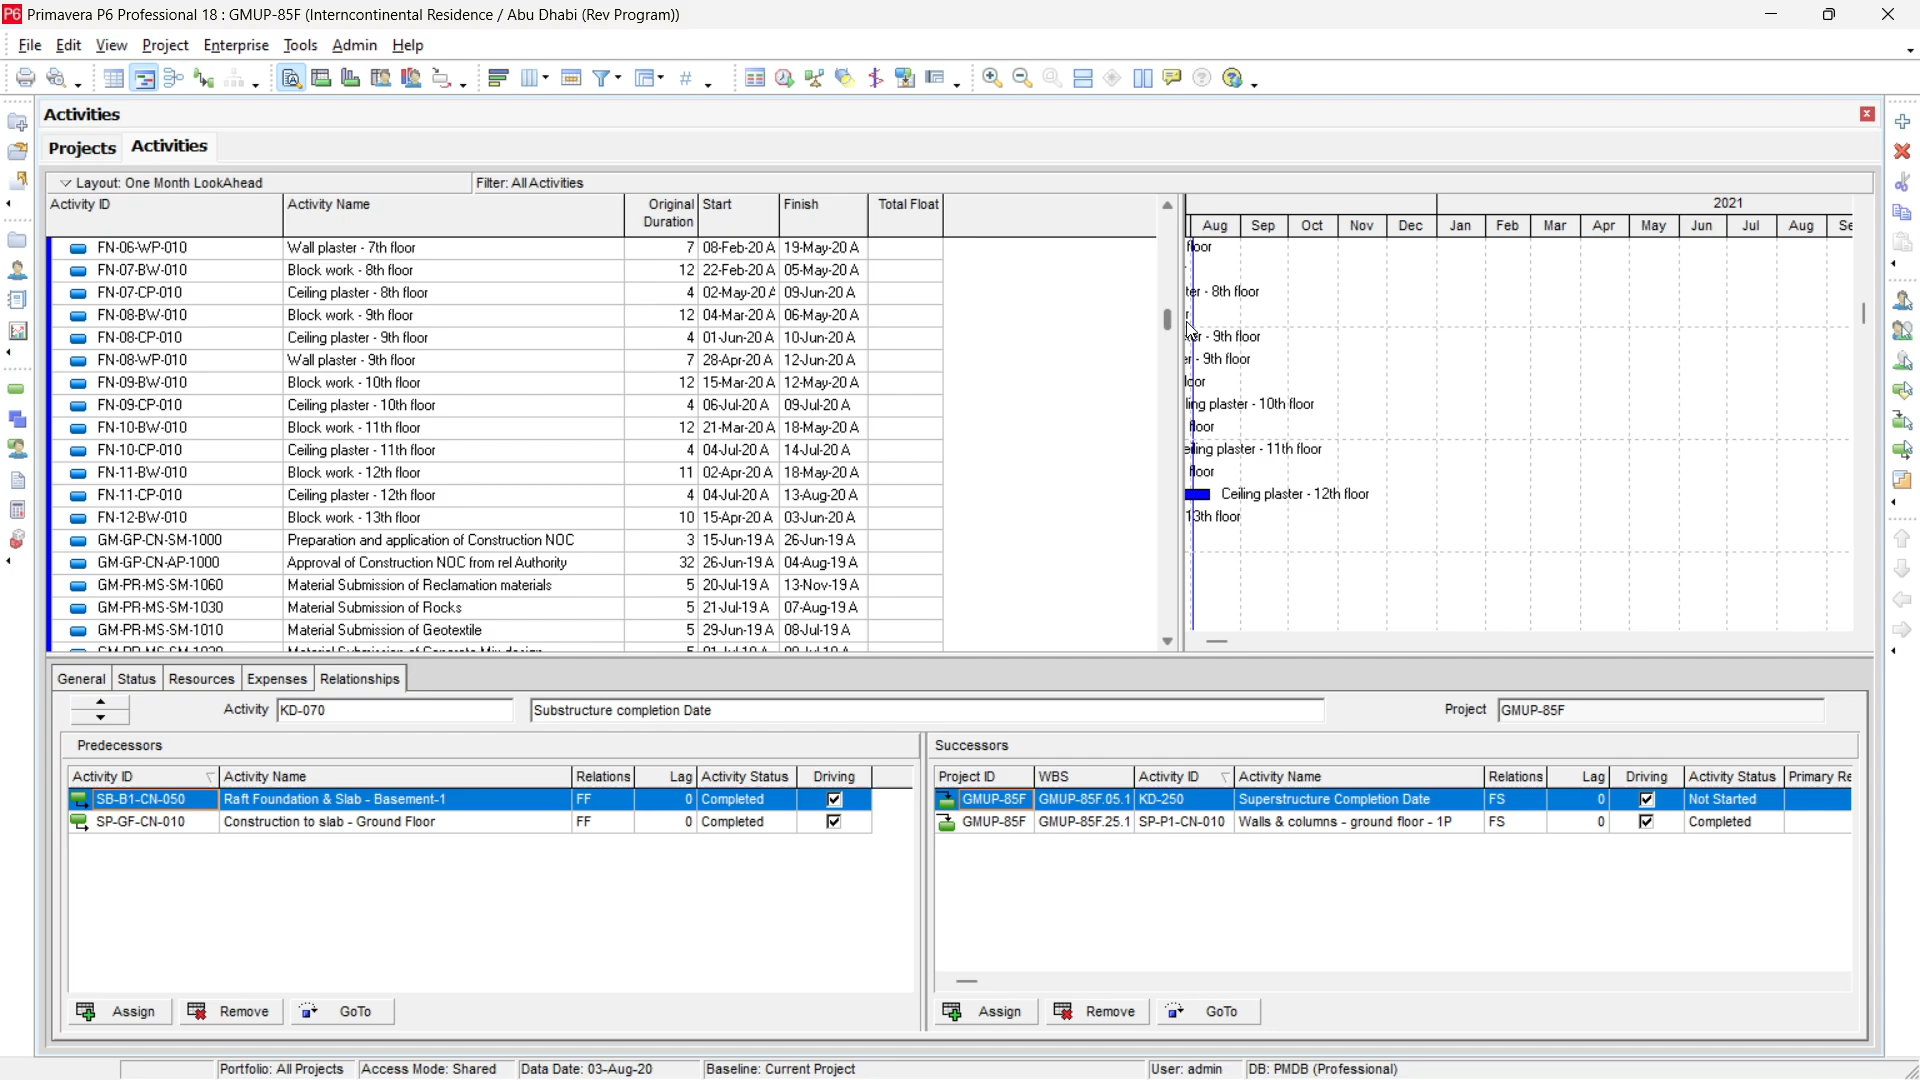 Primavera P6 Professional 18 : GMUP-85F (Interncontinental Residence / Abu Dhabi (Rev Program))
File Edit View Project Enterprise Tools Admin Help
Activities
Projects Activities
Layout: One Month LookAhead Filter: All Activities
Activity ID Activity Name Original Duration Start Finish Total Float
2021
Aug Sep Oct Nov Dec Jan Feb Mar Apr May Jun Jul Aug Se
FN-06-WP-010 Wall plaster - 7th floor 7 08-Feb-20 A 19-May-20 A floor
FN-07-BW-010 Block work - 8th floor 12 22-Feb-20 A 05-May-20 A
FN-07-CP-010 Ceiling plaster - 8th floor 4 02-May-20 A 09-Jun-20 A ter - 8th floor
FN-08-BW-010 Block work - 9th floor 12 04-Mar-20 A 06-May-20 A r
FN-08-CP-010 Ceiling plaster - 9th floor 4 01-Jun-20 A 10-Jun-20 A er - 9th floor
FN-08-WP-010 Wall plaster - 9th floor 7 28-Apr-20 A 12-Jun-20 A er - 9th floor
FN-09-BW-010 Block work - 10th floor 12 15-Mar-20 A 12-May-20 A loor
FN-09-CP-010 Ceiling plaster - 10th floor 4 06-Jul-20 A 09-Jul-20 A ling plaster - 10th floor
FN-10-BW-010 Block work - 11th floor 12 21-Mar-20 A 18-May-20 A floor
FN-10-CP-010 Ceiling plaster - 11th floor 4 04-Jul-20 A 14-Jul-20 A eiling plaster - 11th floor
FN-11-BW-010 Block work - 12th floor 11 02-Apr-20 A 18-May-20 A floor
FN-11-CP-010 Ceiling plaster - 12th floor 4 04-Jul-20 A 13-Aug-20 A Ceiling plaster - 12th floor
FN-12-BW-010 Block work - 13th floor 10 15-Apr-20 A 03-Jun-20 A 13th floor
GM-GP-CN-SM-1000 Preparation and application of Construction NOC 3 15-Jun-19 A 26-Jun-19 A
GM-GP-CN-AP-1000 Approval of Construction NOC from rel Authority 32 26-Jun-19 A 04-Aug-19 A
GM-PR-MS-SM-1060 Material Submission of Reclamation materials 5 20-Jul-19 A 13-Nov-19 A
GM-PR-MS-SM-1030 Material Submission of Rocks 5 21-Jul-19 A 07-Aug-19 A
GM-PR-MS-SM-1010 Material Submission of Geotextile 5 29-Jun-19 A 08-Jul-19 A
General Status Resources Expenses Relationships
Activity KD-070 Substructure completion Date Project GMUP-85F
Predecessors Successors
Activity ID Activity Name Relations Lag Activity Status Driving Project ID WBS Activity ID Activity Name Relations Lag Driving Activity Status Primary Re
SB-B1-CN-050 Raft Foundation & Slab - Basement-1 FF 0 Completed GMUP-85F GMUP-85F.05.1 KD-250 Superstructure Completion Date FS 0 Not Started
SP-GF-CN-010 Construction to slab - Ground Floor FF 0 Completed GMUP-85F GMUP-85F.25.1 SP-P1-CN-010 Walls & columns - ground floor - 1P FS 0 Completed
Assign Remove GoTo Assign Remove GoTo
Portfolio: All Projects Access Mode: Shared Data Date: 03-Aug-20 Baseline: Current Project User: admin DB: PMDB (Professional)